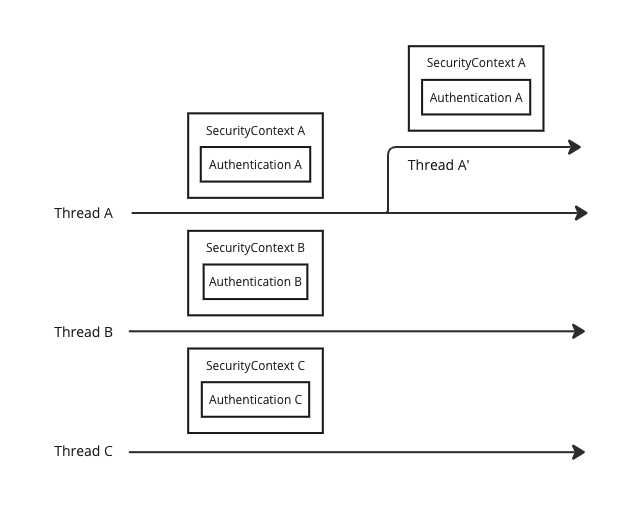 SecurityContext A
Authentication A
Thread A'
SecurityContext A
Authentication A
Thread A
SecurityContext B
Authentication B
Thread B
SecurityContext C
Authentication C
Thread C